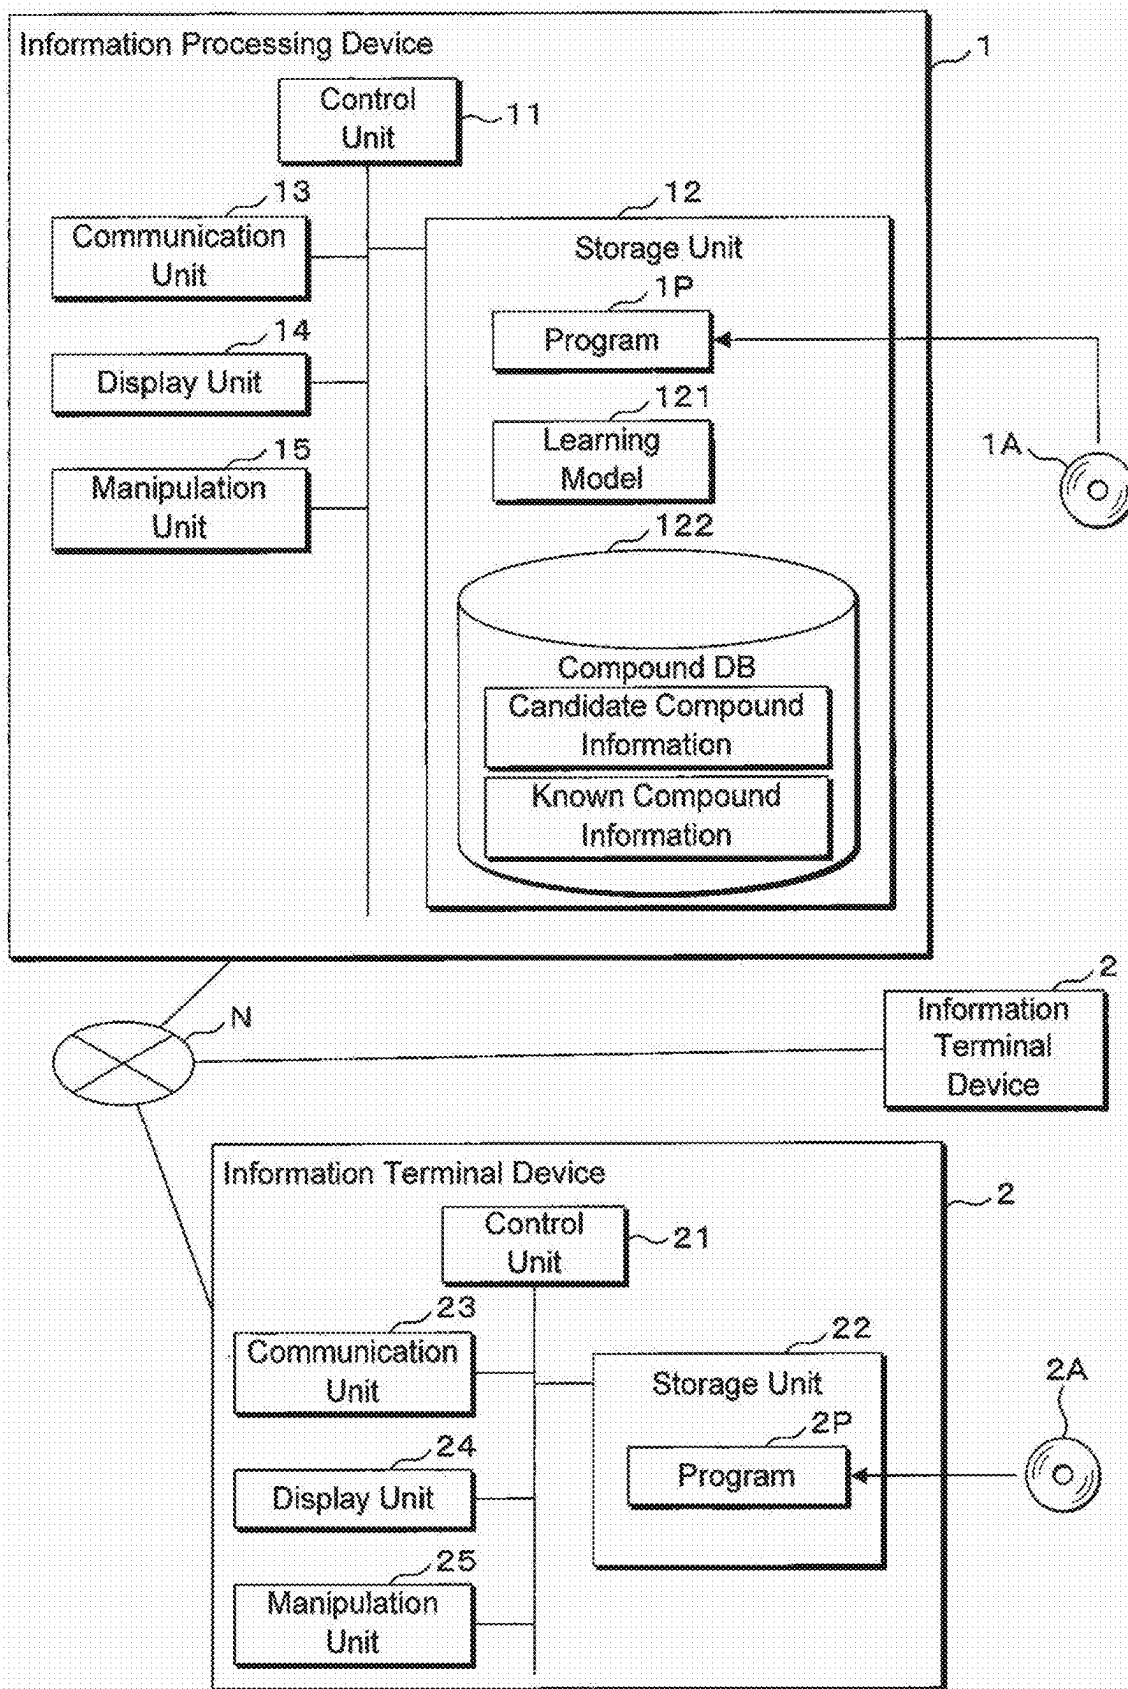 Information Processing Device
1
Control
Unit
11
13
Communication
Unit
12
Storage Unit
1P
Program
14
Display Unit
121
Learning
Model
1A
15
Manipulation
Unit
122
Compound DB
Candidate Compound
Information
Known Compound
Information
N
2
Information
Terminal
Device
Information Terminal Device
2
Control
Unit
21
23
Communication
Unit
22
Storage Unit
2P
Program
2A
24
Display Unit
25
Manipulation
Unit